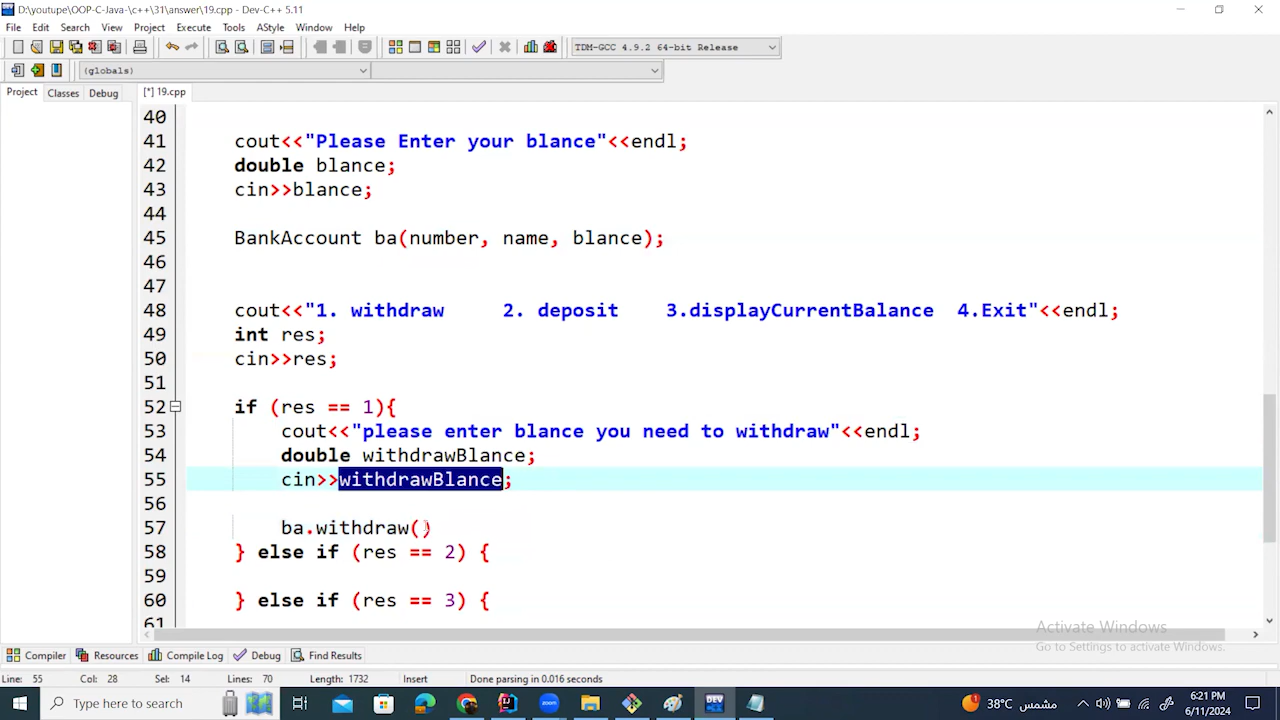 D:\youtupe\OOP-C-Java\c++\31\answer\19.cpp - Dev-C++ 5.11
File Edit Search View Project Execute Tools AStyle Window Help
TDM-GCC 4.9.2 64-bit Release
(globals)
Project Classes Debug [*] 19.cpp
40
41 cout<<"Please Enter your blance"<<endl;
42 double blance;
43 cin>>blance;
44
45 BankAccount ba(number, name, blance);
46
47
48 cout<<"1. withdraw 2. deposit 3.displayCurrentBalance 4.Exit"<<endl;
49 int res;
50 cin>>res;
51
52 if (res == 1){
53 cout<<"please enter blance you need to withdraw"<<endl;
54 double withdrawBlance;
55 cin>>withdrawBlance;
56
57 ba.withdraw()
58 } else if (res == 2) {
59
60 } else if (res == 3) {
61
Activate Windows
Go to Settings to activate Windows.
Compiler Resources Compile Log Debug Find Results
Line: 55 Col: 28 Sel: 14 Lines: 70 Length: 1732 Insert Done parsing in 0.016 seconds
Type here to search
zoom
DEV
38°C مشمس
6:21 PM
6/11/2024